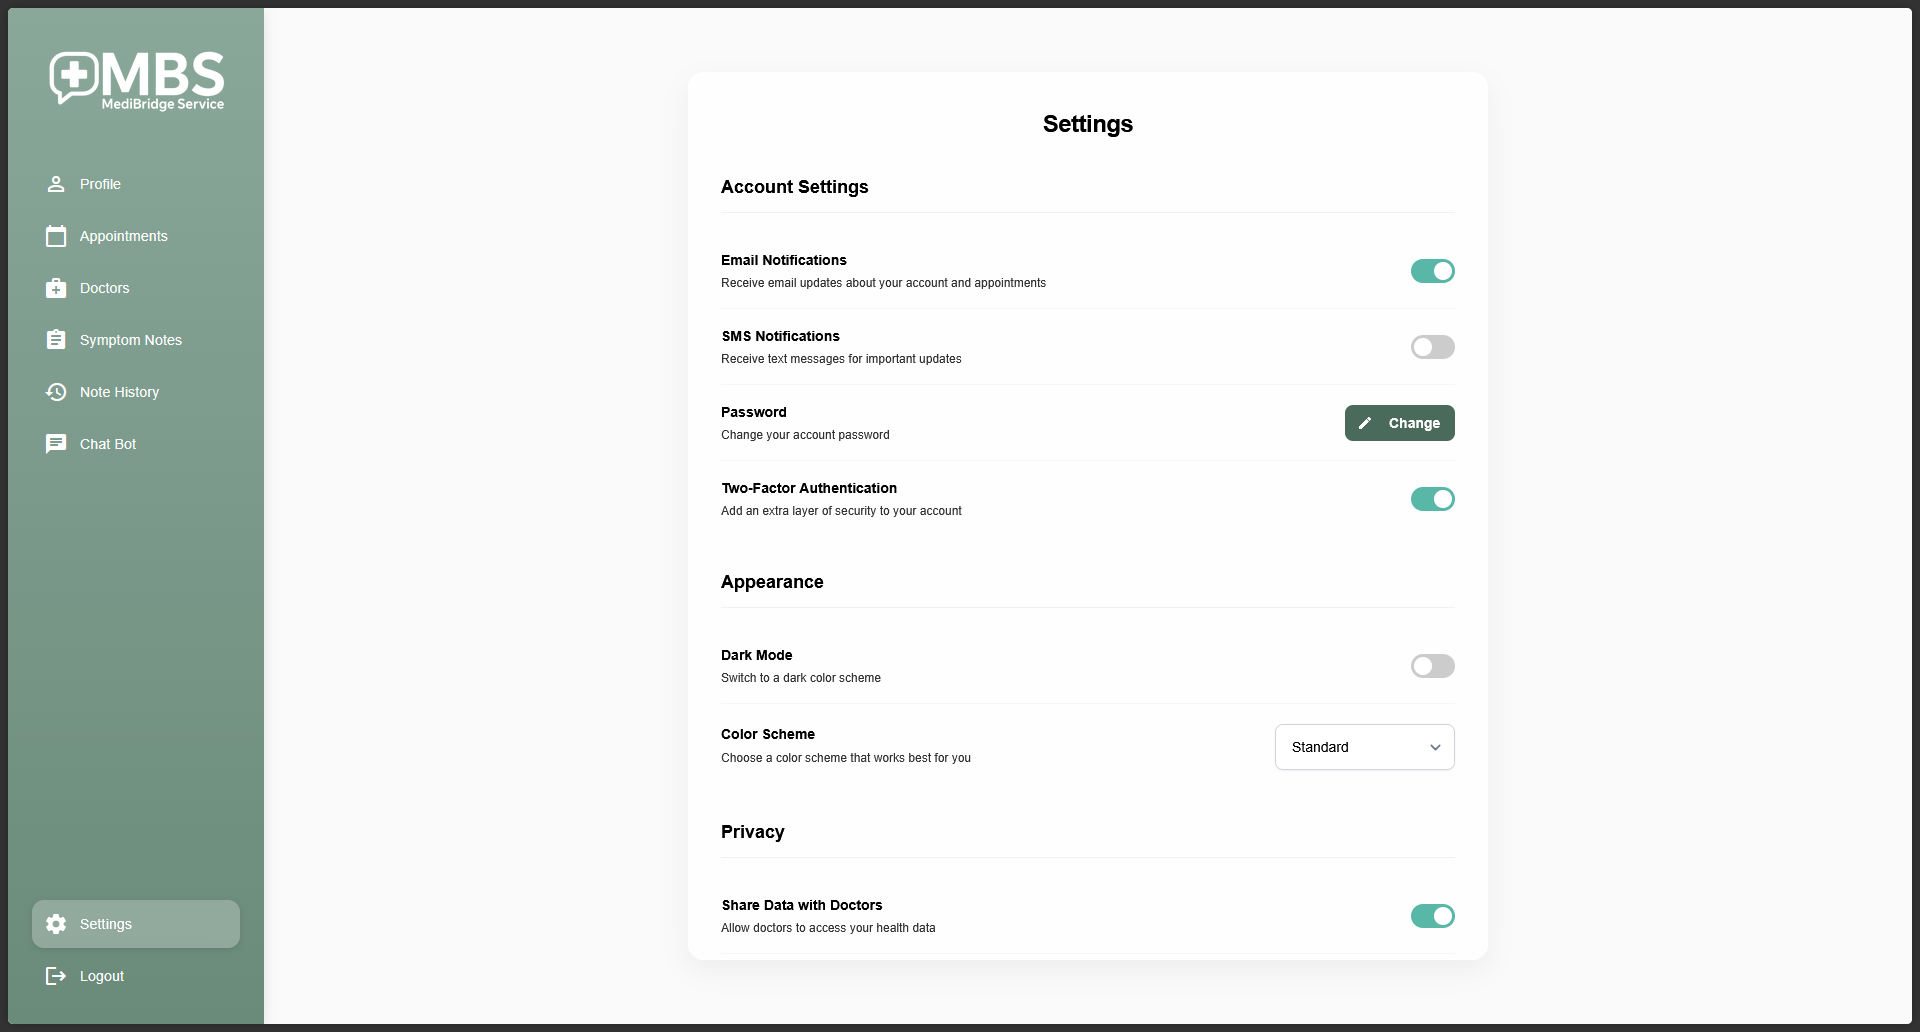 MBS
MediBridge Service
Profile
Appointments
Doctors
Symptom Notes
Note History
Chat Bot
Settings
Logout
Settings
Account Settings
Email Notifications
Receive email updates about your account and appointments
SMS Notifications
Receive text messages for important updates
Password
Change your account password
Change
Two-Factor Authentication
Add an extra layer of security to your account
Appearance
Dark Mode
Switch to a dark color scheme
Color Scheme
Choose a color scheme that works best for you
Standard
Privacy
Share Data with Doctors
Allow doctors to access your health data